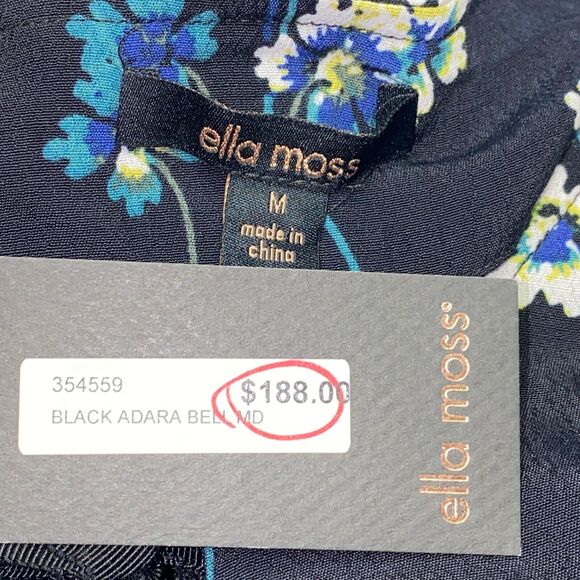 ella moss
M
made in
china
354559
$188.00
BLACK ADARA BELL MD
ella moss®